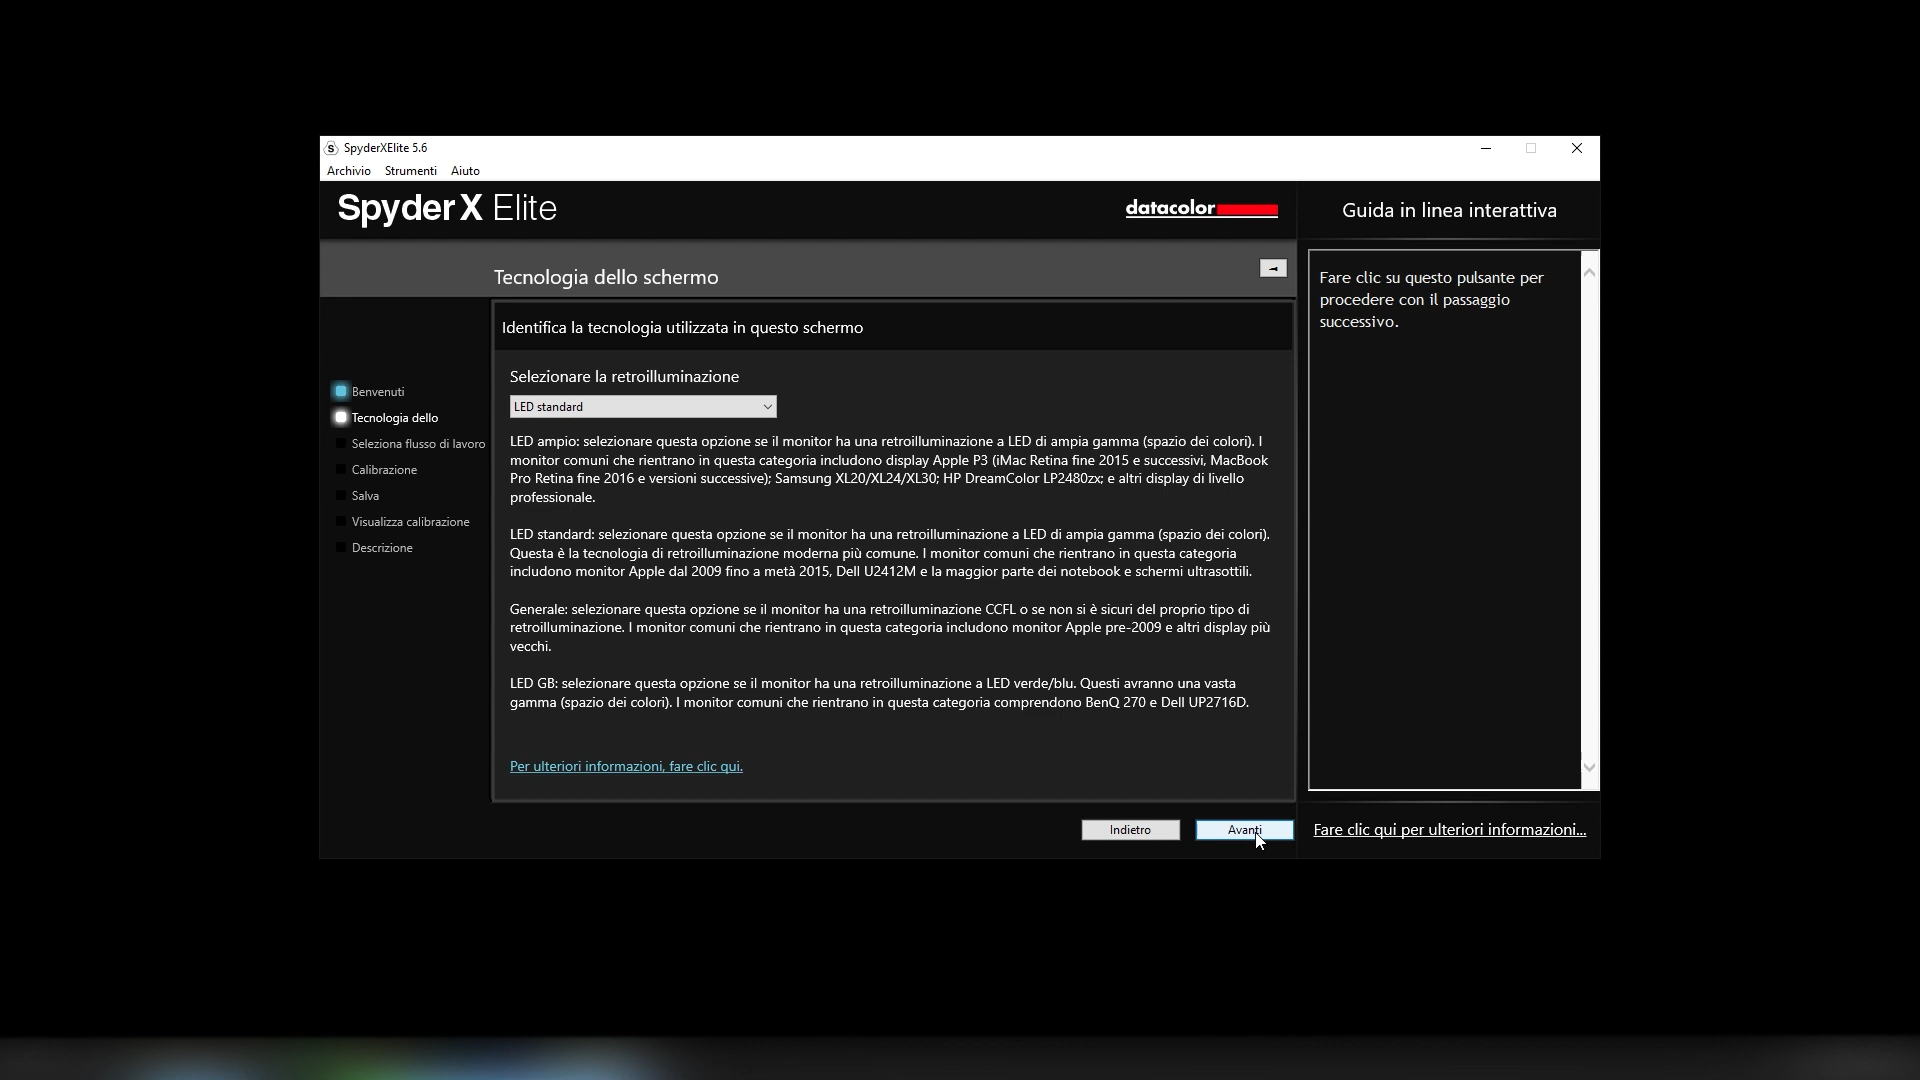 SpyderXElite 5.6
Archivio Strumenti Aiuto
SpyderX Elite
datacolor
Guida in linea interattiva
Tecnologia dello schermo
Fare clic su questo pulsante per
procedere con il passaggio
successivo.
Benvenuti
Tecnologia dello
Seleziona flusso di lavoro
Calibrazione
Salva
Visualizza calibrazione
Descrizione
Identifica la tecnologia utilizzata in questo schermo
Selezionare la retroilluminazione
LED standard
LED ampio: selezionare questa opzione se il monitor ha una retroilluminazione a LED di ampia gamma (spazio dei colori). I
monitor comuni che rientrano in questa categoria includono display Apple P3 (iMac Retina fine 2015 e successivi, MacBook
Pro Retina fine 2016 e versioni successive); Samsung XL20/XL24/XL30; HP DreamColor LP2480zx; e altri display di livello
professionale.
LED standard: selezionare questa opzione se il monitor ha una retroilluminazione a LED di ampia gamma (spazio dei colori).
Questa è la tecnologia di retroilluminazione moderna più comune. I monitor comuni che rientrano in questa categoria
includono monitor Apple dal 2009 fino a metà 2015, Dell U2412M e la maggior parte dei notebook e schermi ultrasottili.
Generale: selezionare questa opzione se il monitor ha una retroilluminazione CCFL o se non si è sicuri del proprio tipo di
retroilluminazione. I monitor comuni che rientrano in questa categoria includono monitor Apple pre-2009 e altri display più
vecchi.
LED GB: selezionare questa opzione se il monitor ha una retroilluminazione a LED verde/blu. Questi avranno una vasta
gamma (spazio dei colori). I monitor comuni che rientrano in questa categoria comprendono BenQ 270 e Dell UP2716D.
Per ulteriori informazioni, fare clic qui.
Indietro
Avanti
Fare clic qui per ulteriori informazioni...